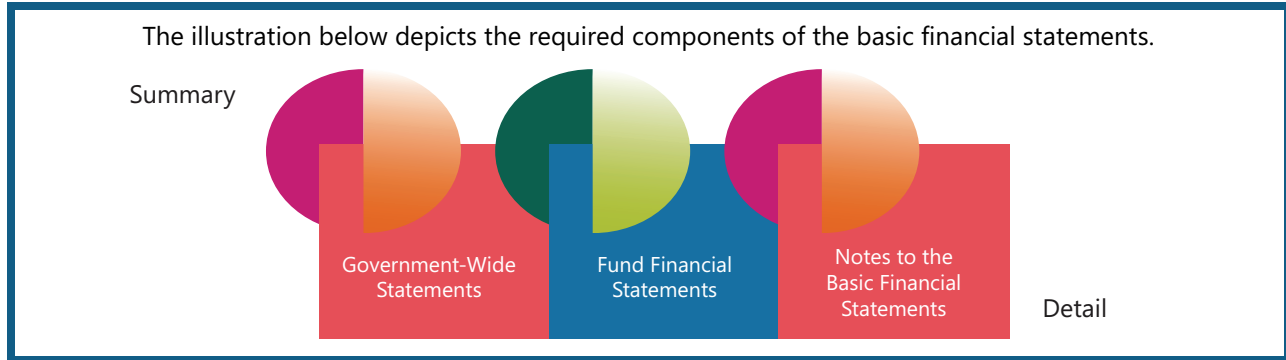 The illustration below depicts the required components of the basic financial statements.
Summary
Government-Wide
Statements
Fund Financial
Statements
Notes to the
Basic Financial
Statements
Detail